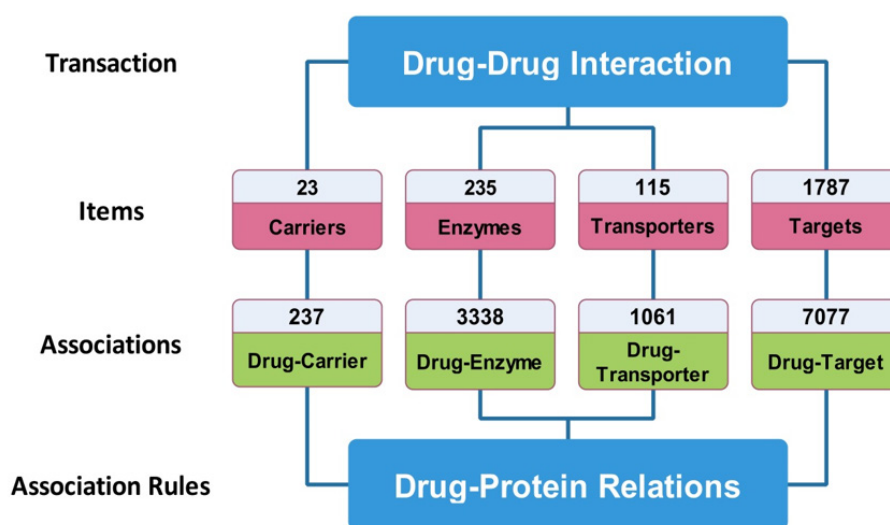 Transaction
Drug-Drug Interaction
Items
23
Carriers
235
Enzymes
115
Transporters
1787
Targets
Associations
237
Drug-Carrier
3338
Drug-Enzyme
1061
Drug-
Transporter
7077
Drug-Target
Association Rules
Drug-Protein Relations